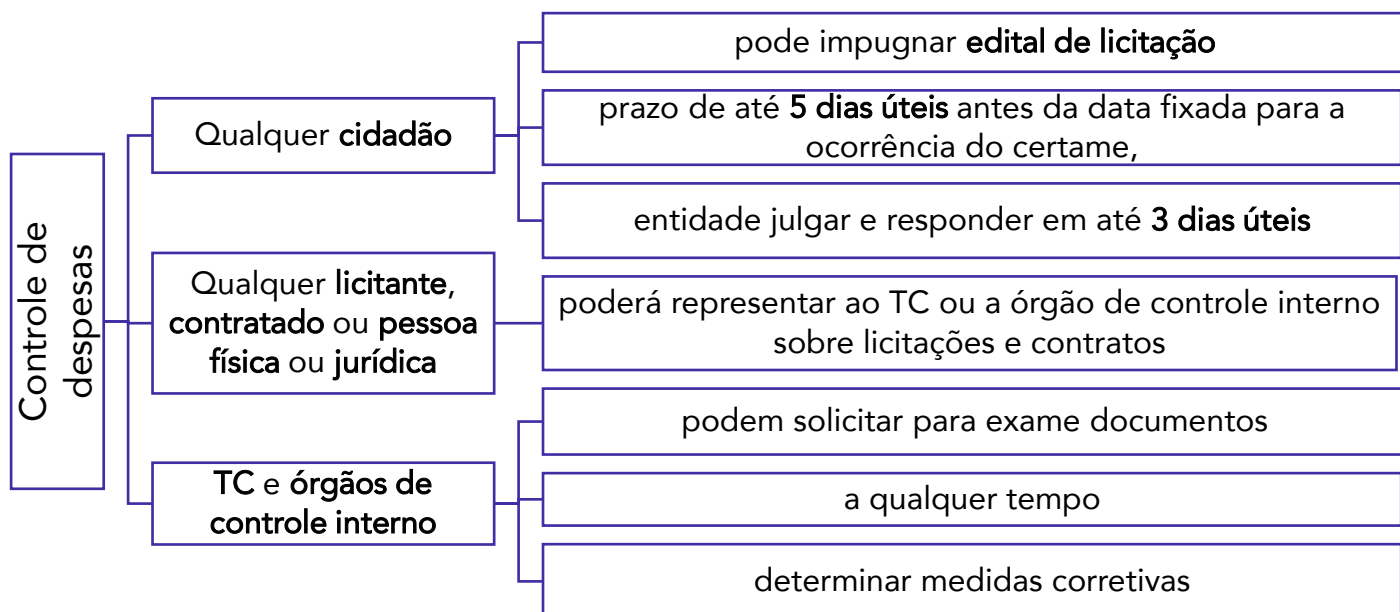 Controle de
despesas
Qualquer cidadão
pode impugnar edital de licitação
prazo de até 5 dias úteis antes da data fixada para a
ocorrência do certame,
entidade julgar e responder em até 3 dias úteis
Qualquer licitante,
contratado ou pessoa
física ou jurídica
poderá representar ao TC ou a órgão de controle interno
sobre licitações e contratos
TC e órgãos de
controle interno
podem solicitar para exame documentos
a qualquer tempo
determinar medidas corretivas